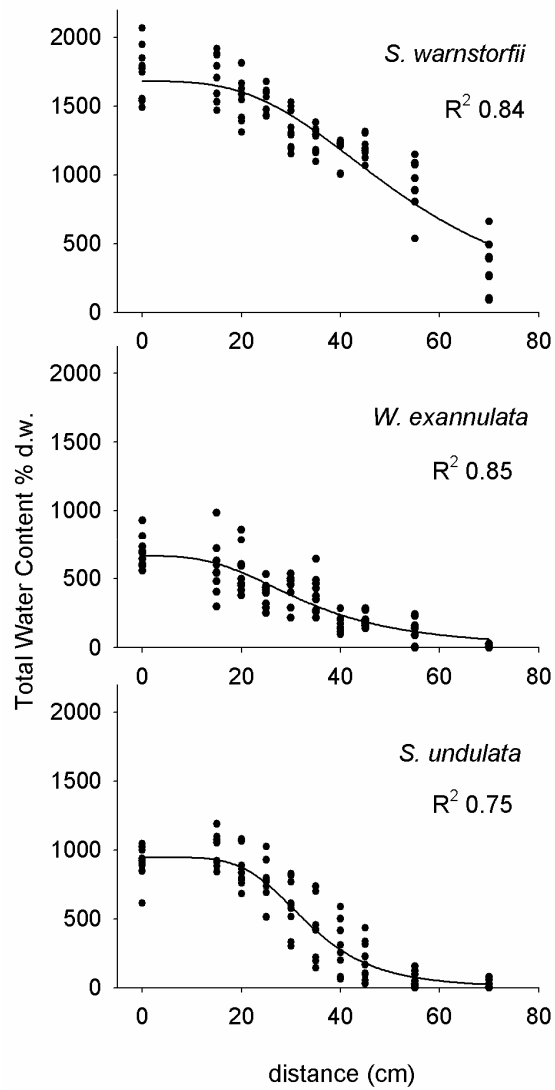 2000
1500
1000
500
0
S. warnstorfii
R² 0.84
0 20 40 60 80
2000
1500
1000
500
0
W. exannulata
R² 0.85
0 20 40 60 80
2000
1500
1000
500
0
S. undulata
R² 0.75
0 20 40 60 80
Total Water Content % d.w.
distance (cm)